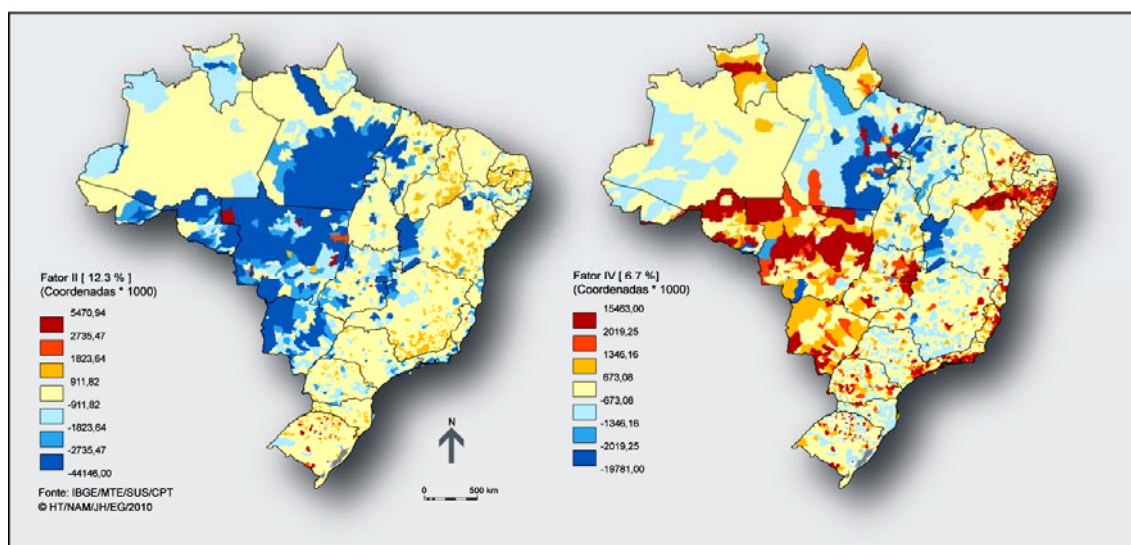 Fator II [ 12.3 % ]
(Coordenadas * 1000)
5470,94
2735,47
1823,64
911,82
-911,82
-1823,64
-2735,47
-44146,00
Fonte: IBGE/MTE/SUS/CPT
© HT/NAM/JH/EG/2010
N
0 500 km
Fator IV [ 6.7 %]
(Coordenadas * 1000)
15463,00
2019,25
1346,16
673,08
-673,08
-1346,16
-2019,25
-19781,00